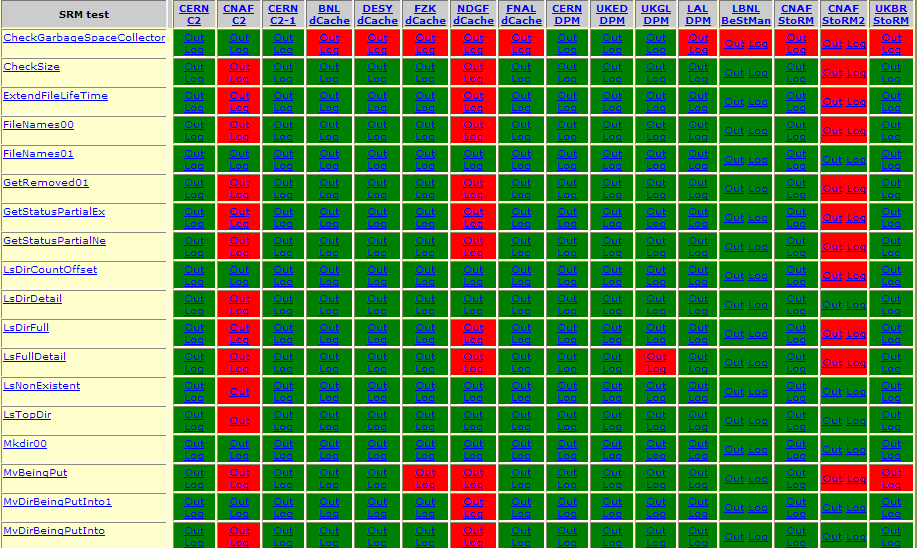 SRM test CERN C2 CNAF C2 CERN C2-1 BNL dCache DESY dCache FZK dCache NDGF dCache FNAL dCache CERN DPM UKED DPM UKGL DPM LAL DPM LBNL BeStMan CNAF StoRM CNAF StoRM2 UKBR StoRM
CheckGarbageSpaceCollector Out Log Out Log Out Log Out Log Out Log Out Log Out Log Out Log Out Log Out Log Out Log Out Log Out Log Out Log Out Log Out Log
CheckSize Out Log Out Log Out Log Out Log Out Log Out Log Out Log Out Log Out Log Out Log Out Log Out Log Out Log Out Log Out Log Out Log
ExtendFileLifeTime Out Log Out Log Out Log Out Log Out Log Out Log Out Log Out Log Out Log Out Log Out Log Out Log Out Log Out Log Out Log Out Log
FileNames00 Out Log Out Log Out Log Out Log Out Log Out Log Out Log Out Log Out Log Out Log Out Log Out Log Out Log Out Log Out Log Out Log
FileNames01 Out Log Out Log Out Log Out Log Out Log Out Log Out Log Out Log Out Log Out Log Out Log Out Log Out Log Out Log Out Log Out Log
GetRemoved01 Out Log Out Log Out Log Out Log Out Log Out Log Out Log Out Log Out Log Out Log Out Log Out Log Out Log Out Log Out Log Out Log
GetStatusPartialEx Out Log Out Log Out Log Out Log Out Log Out Log Out Log Out Log Out Log Out Log Out Log Out Log Out Log Out Log Out Log Out Log
GetStatusPartialNe Out Log Out Log Out Log Out Log Out Log Out Log Out Log Out Log Out Log Out Log Out Log Out Log Out Log Out Log Out Log Out Log
LsDirCountOffset Out Log Out Log Out Log Out Log Out Log Out Log Out Log Out Log Out Log Out Log Out Log Out Log Out Log Out Log Out Log Out Log
LsDirDetail Out Log Out Log Out Log Out Log Out Log Out Log Out Log Out Log Out Log Out Log Out Log Out Log Out Log Out Log Out Log Out Log
LsDirFull Out Log Out Log Out Log Out Log Out Log Out Log Out Log Out Log Out Log Out Log Out Log Out Log Out Log Out Log Out Log Out Log
LsFullDetail Out Log Out Log Out Log Out Log Out Log Out Log Out Log Out Log Out Log Out Log Out Log Out Log Out Log Out Log Out Log Out Log
LsNonExistent Out Log Out Out Log Out Log Out Log Out Log Out Log Out Log Out Log Out Log Out Log Out Log Out Log Out Log Out Log Out Log
LsTopDir Out Log Out Out Log Out Log Out Log Out Log Out Log Out Log Out Log Out Log Out Log Out Log Out Log Out Log Out Log Out Log
Mkdir00 Out Log Out Log Out Log Out Log Out Log Out Log Out Log Out Log Out Log Out Log Out Log Out Log Out Log Out Log Out Log Out Log
MvBeingPut Out Log Out Log Out Log Out Log Out Log Out Log Out Log Out Log Out Log Out Log Out Log Out Log Out Log Out Log Out Log Out Log
MvDirBeingPutInto1 Out Log Out Log Out Log Out Log Out Log Out Log Out Log Out Log Out Log Out Log Out Log Out Log Out Log Out Log Out Log Out Log
MvDirBeingPutInto Out Log Out Log Out Log Out Log Out Log Out Log Out Log Out Log Out Log Out Log Out Log Out Log Out Log Out Log Out Log Out Log